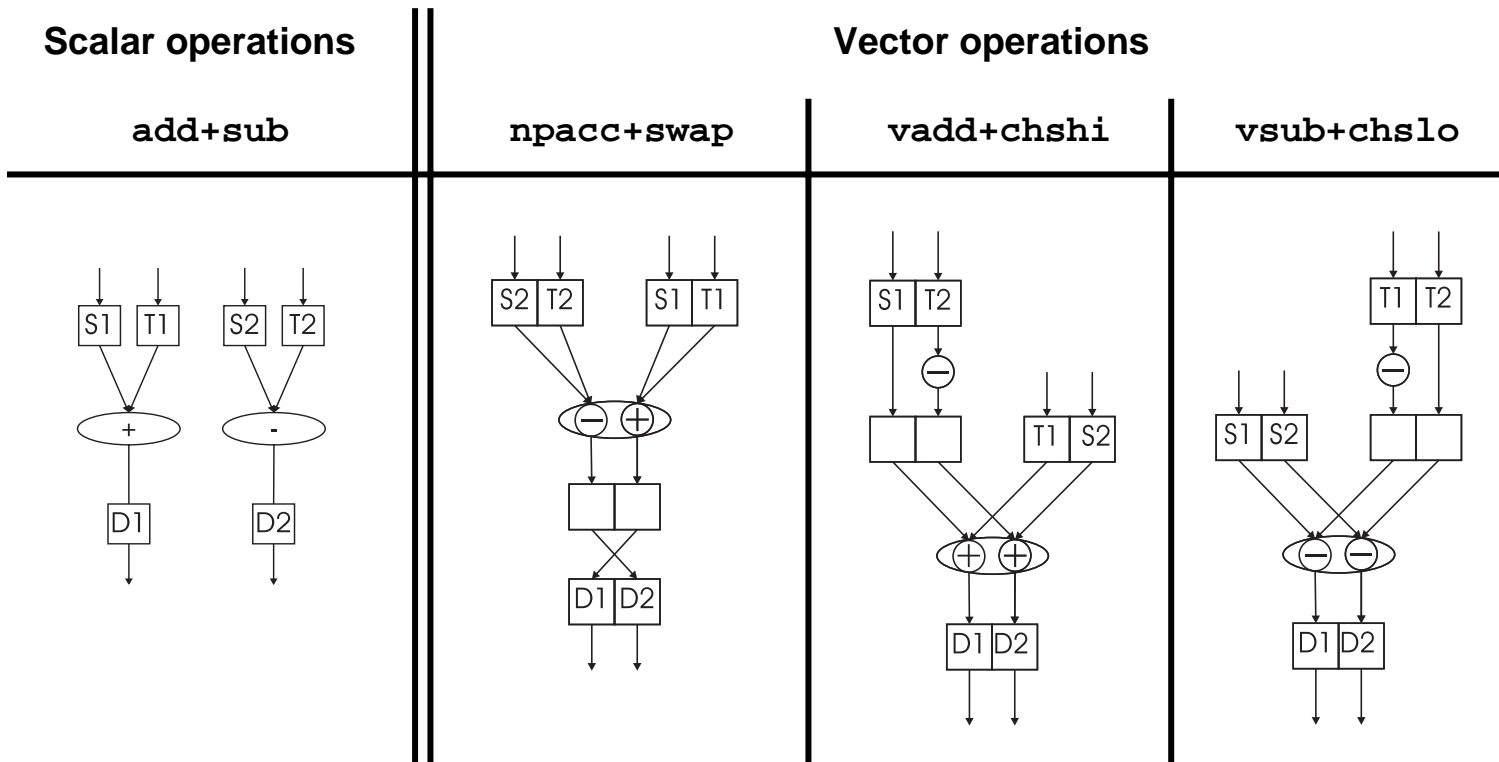 Scalar operations
Vector operations
add+sub
npacc+swap
vadd+chshi
vsub+chslo
S1 T1 S2 T2
+ -
D1 D2
S2 T2 S1 T1
− +
D1 D2
S1 T2
−
T1 S2
+ +
D1 D2
T1 T2
−
S1 S2
− −
D1 D2